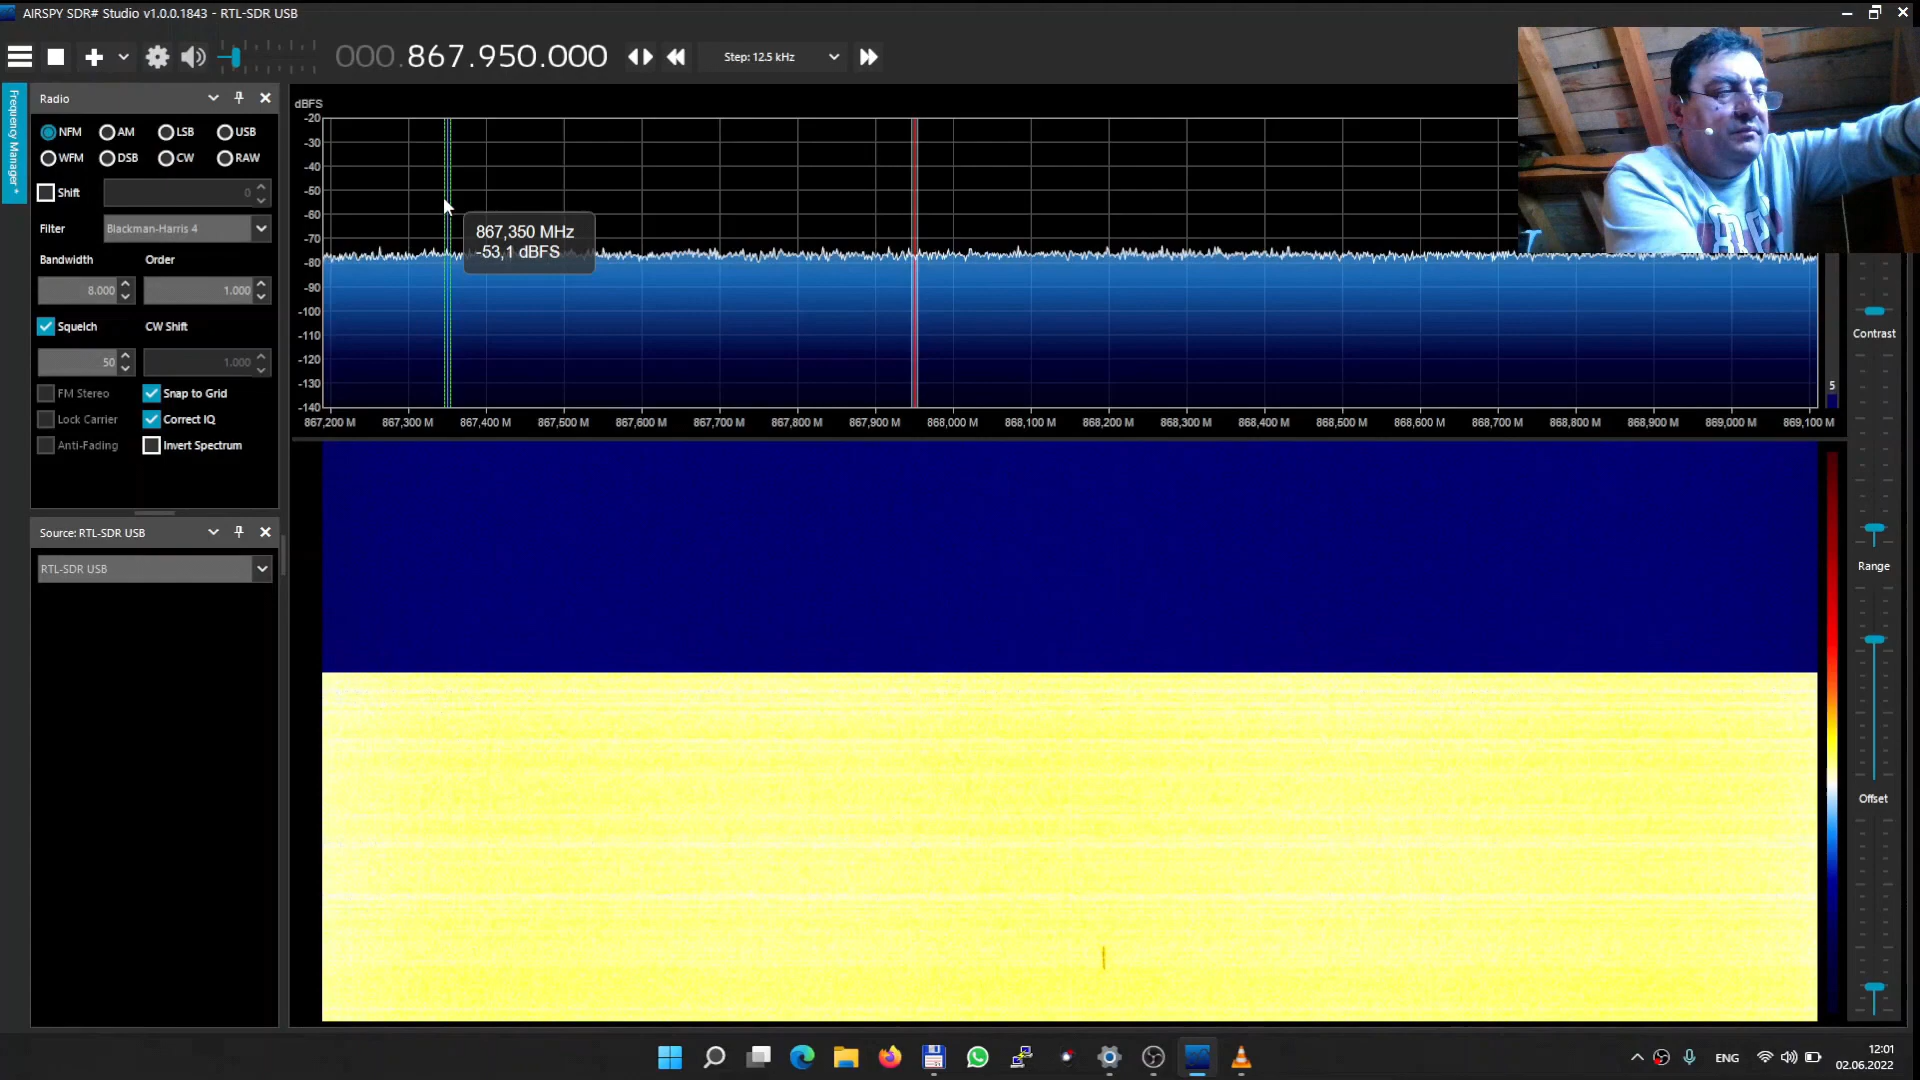 AIRSPY SDR# Studio v1.0.0.1843 - RTL-SDR USB
000.867.950.000
Step: 12.5 kHz
Frequency Manager *
Radio
NFM AM LSB USB
WFM DSB CW RAW
Shift 0
Filter Blackman-Harris 4
Bandwidth Order
8.000 1.000
Squelch CW Shift
50 1.000
FM Stereo Snap to Grid
Lock Carrier Correct IQ
Anti-Fading Invert Spectrum
Source: RTL-SDR USB
RTL-SDR USB
dBFS
-20
-30
-40
-50
-60
-70
-80
-90
-100
-110
-120
-130
-140
867,350 MHz
-53,1 dBFS
867,200 M 867,300 M 867,400 M 867,500 M 867,600 M 867,700 M 867,800 M 867,900 M 868,000 M 868,100 M 868,200 M 868,300 M 868,400 M 868,500 M 868,600 M 868,700 M 868,800 M 868,900 M 869,000 M 869,100 M
5
Contrast
Range
Offset
ENG
12:01
02.06.2022